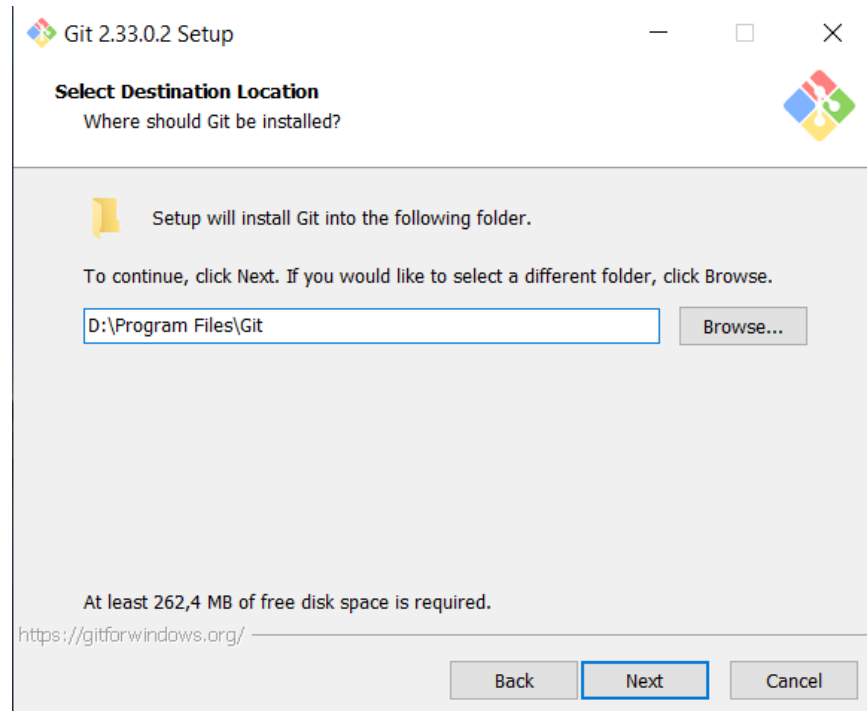 Git 2.33.0.2 Setup
Select Destination Location
Where should Git be installed?
Setup will install Git into the following folder.
To continue, click Next. If you would like to select a different folder, click Browse.
D:\Program Files\Git
Browse...
At least 262,4 MB of free disk space is required.
https://gitforwindows.org/
Back
Next
Cancel